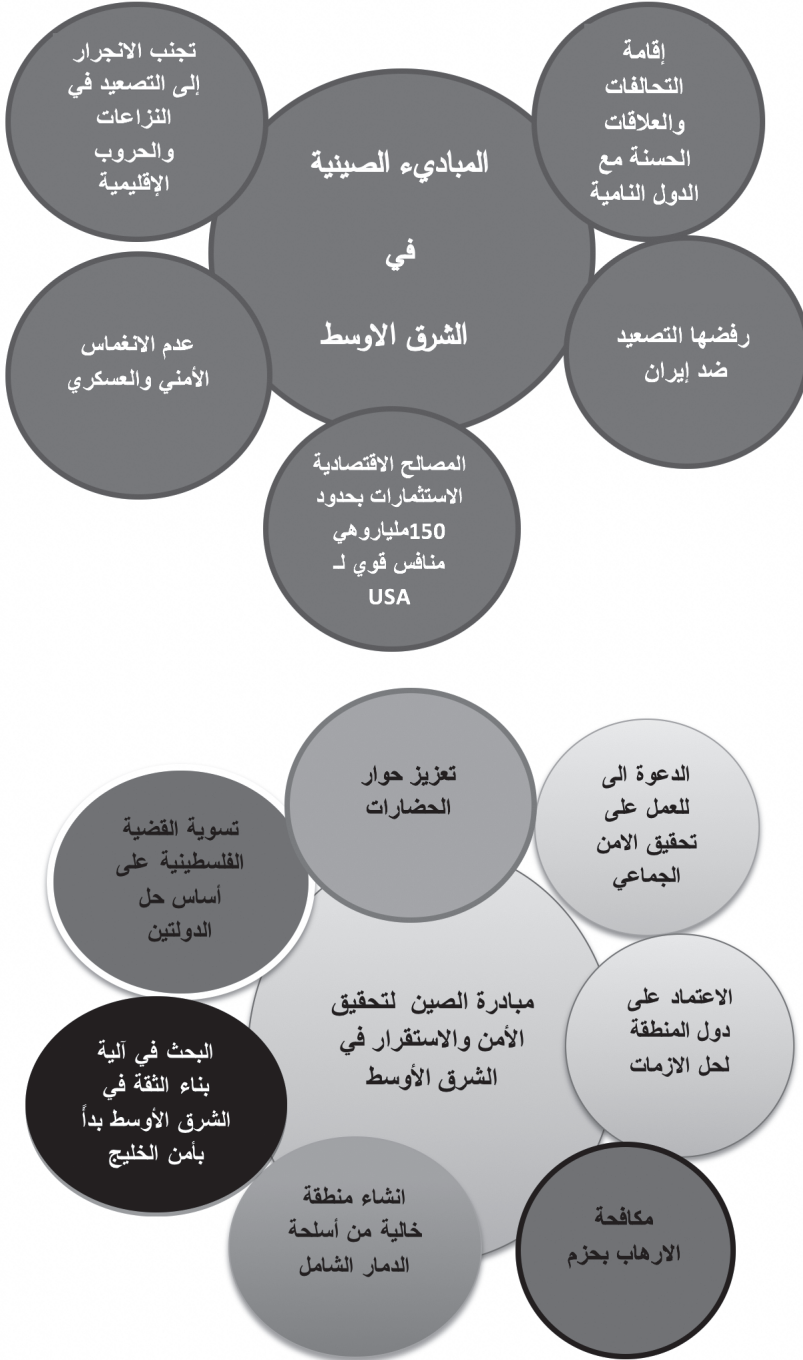 إقامة
التحالفات
والعلاقات
الحسنة مع
الدول النامية
تجنب الانجرار
إلى التصعيد في
النزاعات
والحروب
الإقليمية
المباديء الصينية
في
الشرق الاوسط
رفضها التصعيد
ضد إيران
عدم الانغماس
الأمني والعسكري
المصالح الاقتصادية
الاستثمارات بحدود
150ملياروهي
منافس قوي لـ
USA
تعزيز حوار
الحضارات
الدعوة الى
للعمل على
تحقيق الامن
الجماعي
تسوية القضية
الفلسطينية على
أساس حل
الدولتين
مبادرة الصين لتحقيق
الأمن والاستقرار في
الشرق الأوسط
الاعتماد على
دول المنطقة
لحل الازمات
البحث في آلية
بناء الثقة في
الشرق الأوسط بدأً
بأمن الخليج
انشاء منطقة
خالية من أسلحة
الدمار الشامل
مكافحة
الارهاب بحزم